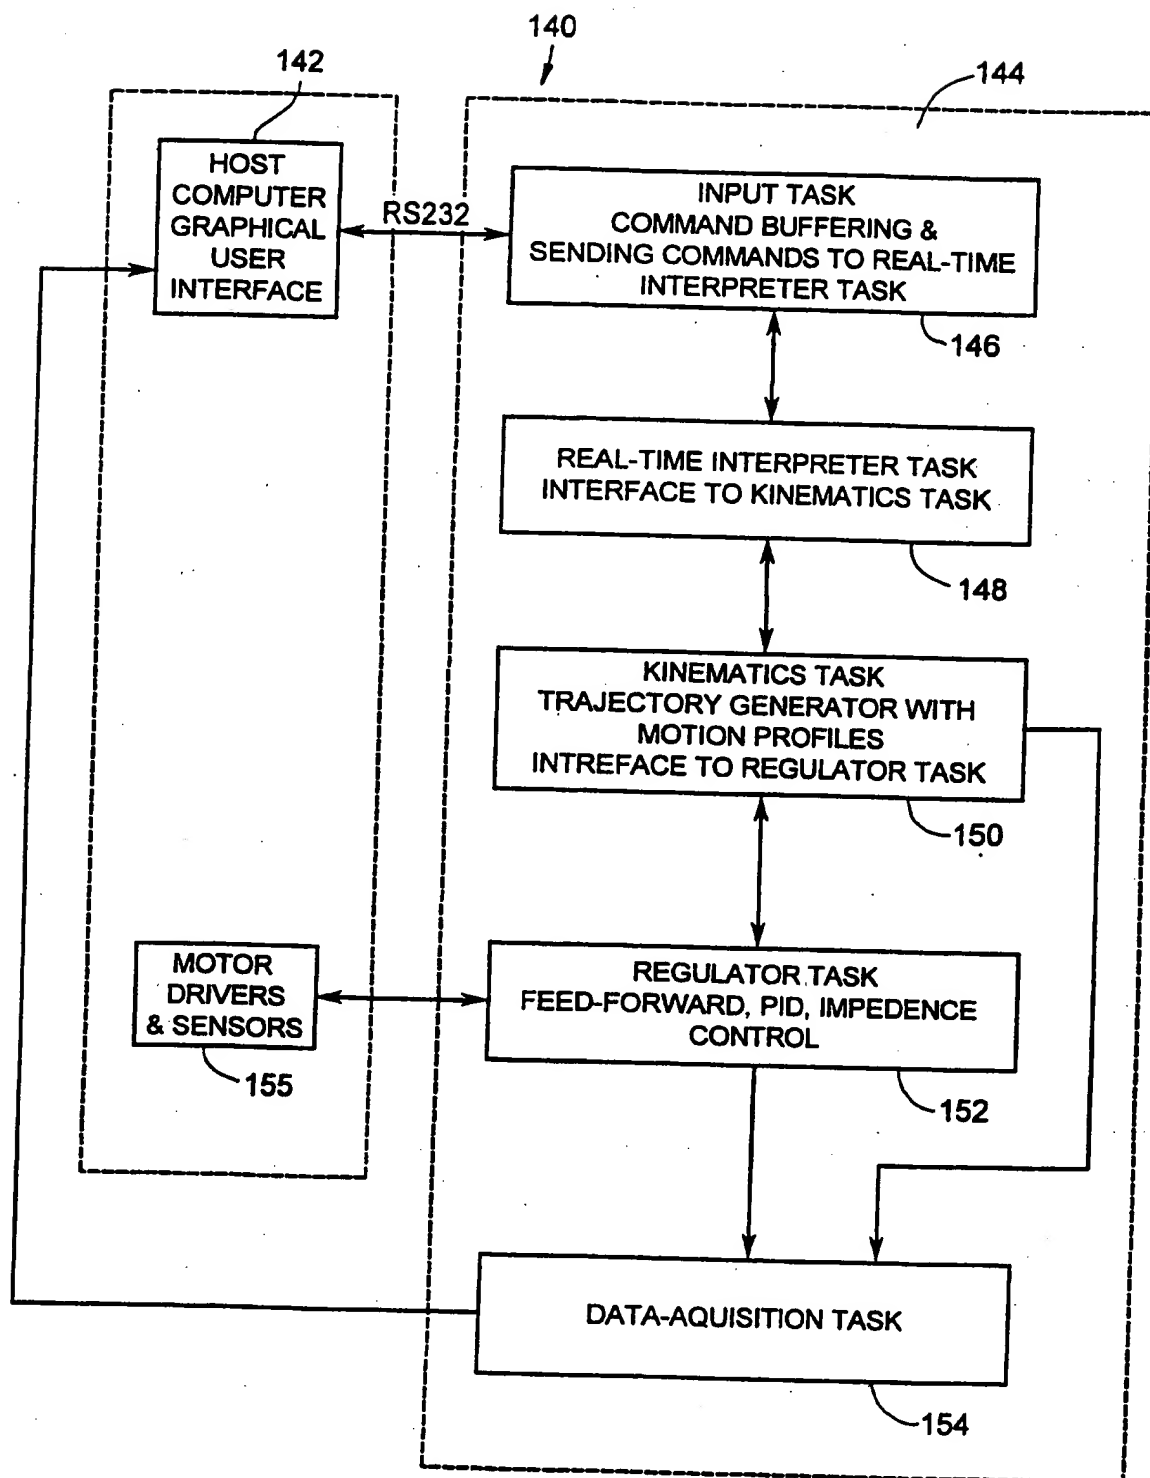 140
142
144
HOST
COMPUTER
GRAPHICAL
USER
INTERFACE
RS232
INPUT TASK
COMMAND BUFFERING &
SENDING COMMANDS TO REAL-TIME
INTERPRETER TASK
146
REAL-TIME INTERPRETER TASK
INTERFACE TO KINEMATICS TASK
148
KINEMATICS TASK
TRAJECTORY GENERATOR WITH
MOTION PROFILES
INTREFACE TO REGULATOR TASK
150
MOTOR
DRIVERS
& SENSORS
155
REGULATOR TASK
FEED-FORWARD, PID, IMPEDENCE
CONTROL
152
DATA-AQUISITION TASK
154